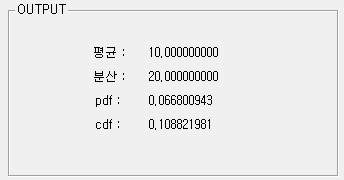 OUTPUT
평균 : 10,000000000
분산 : 20,000000000
pdf : 0,066800943
cdf : 0,108821981